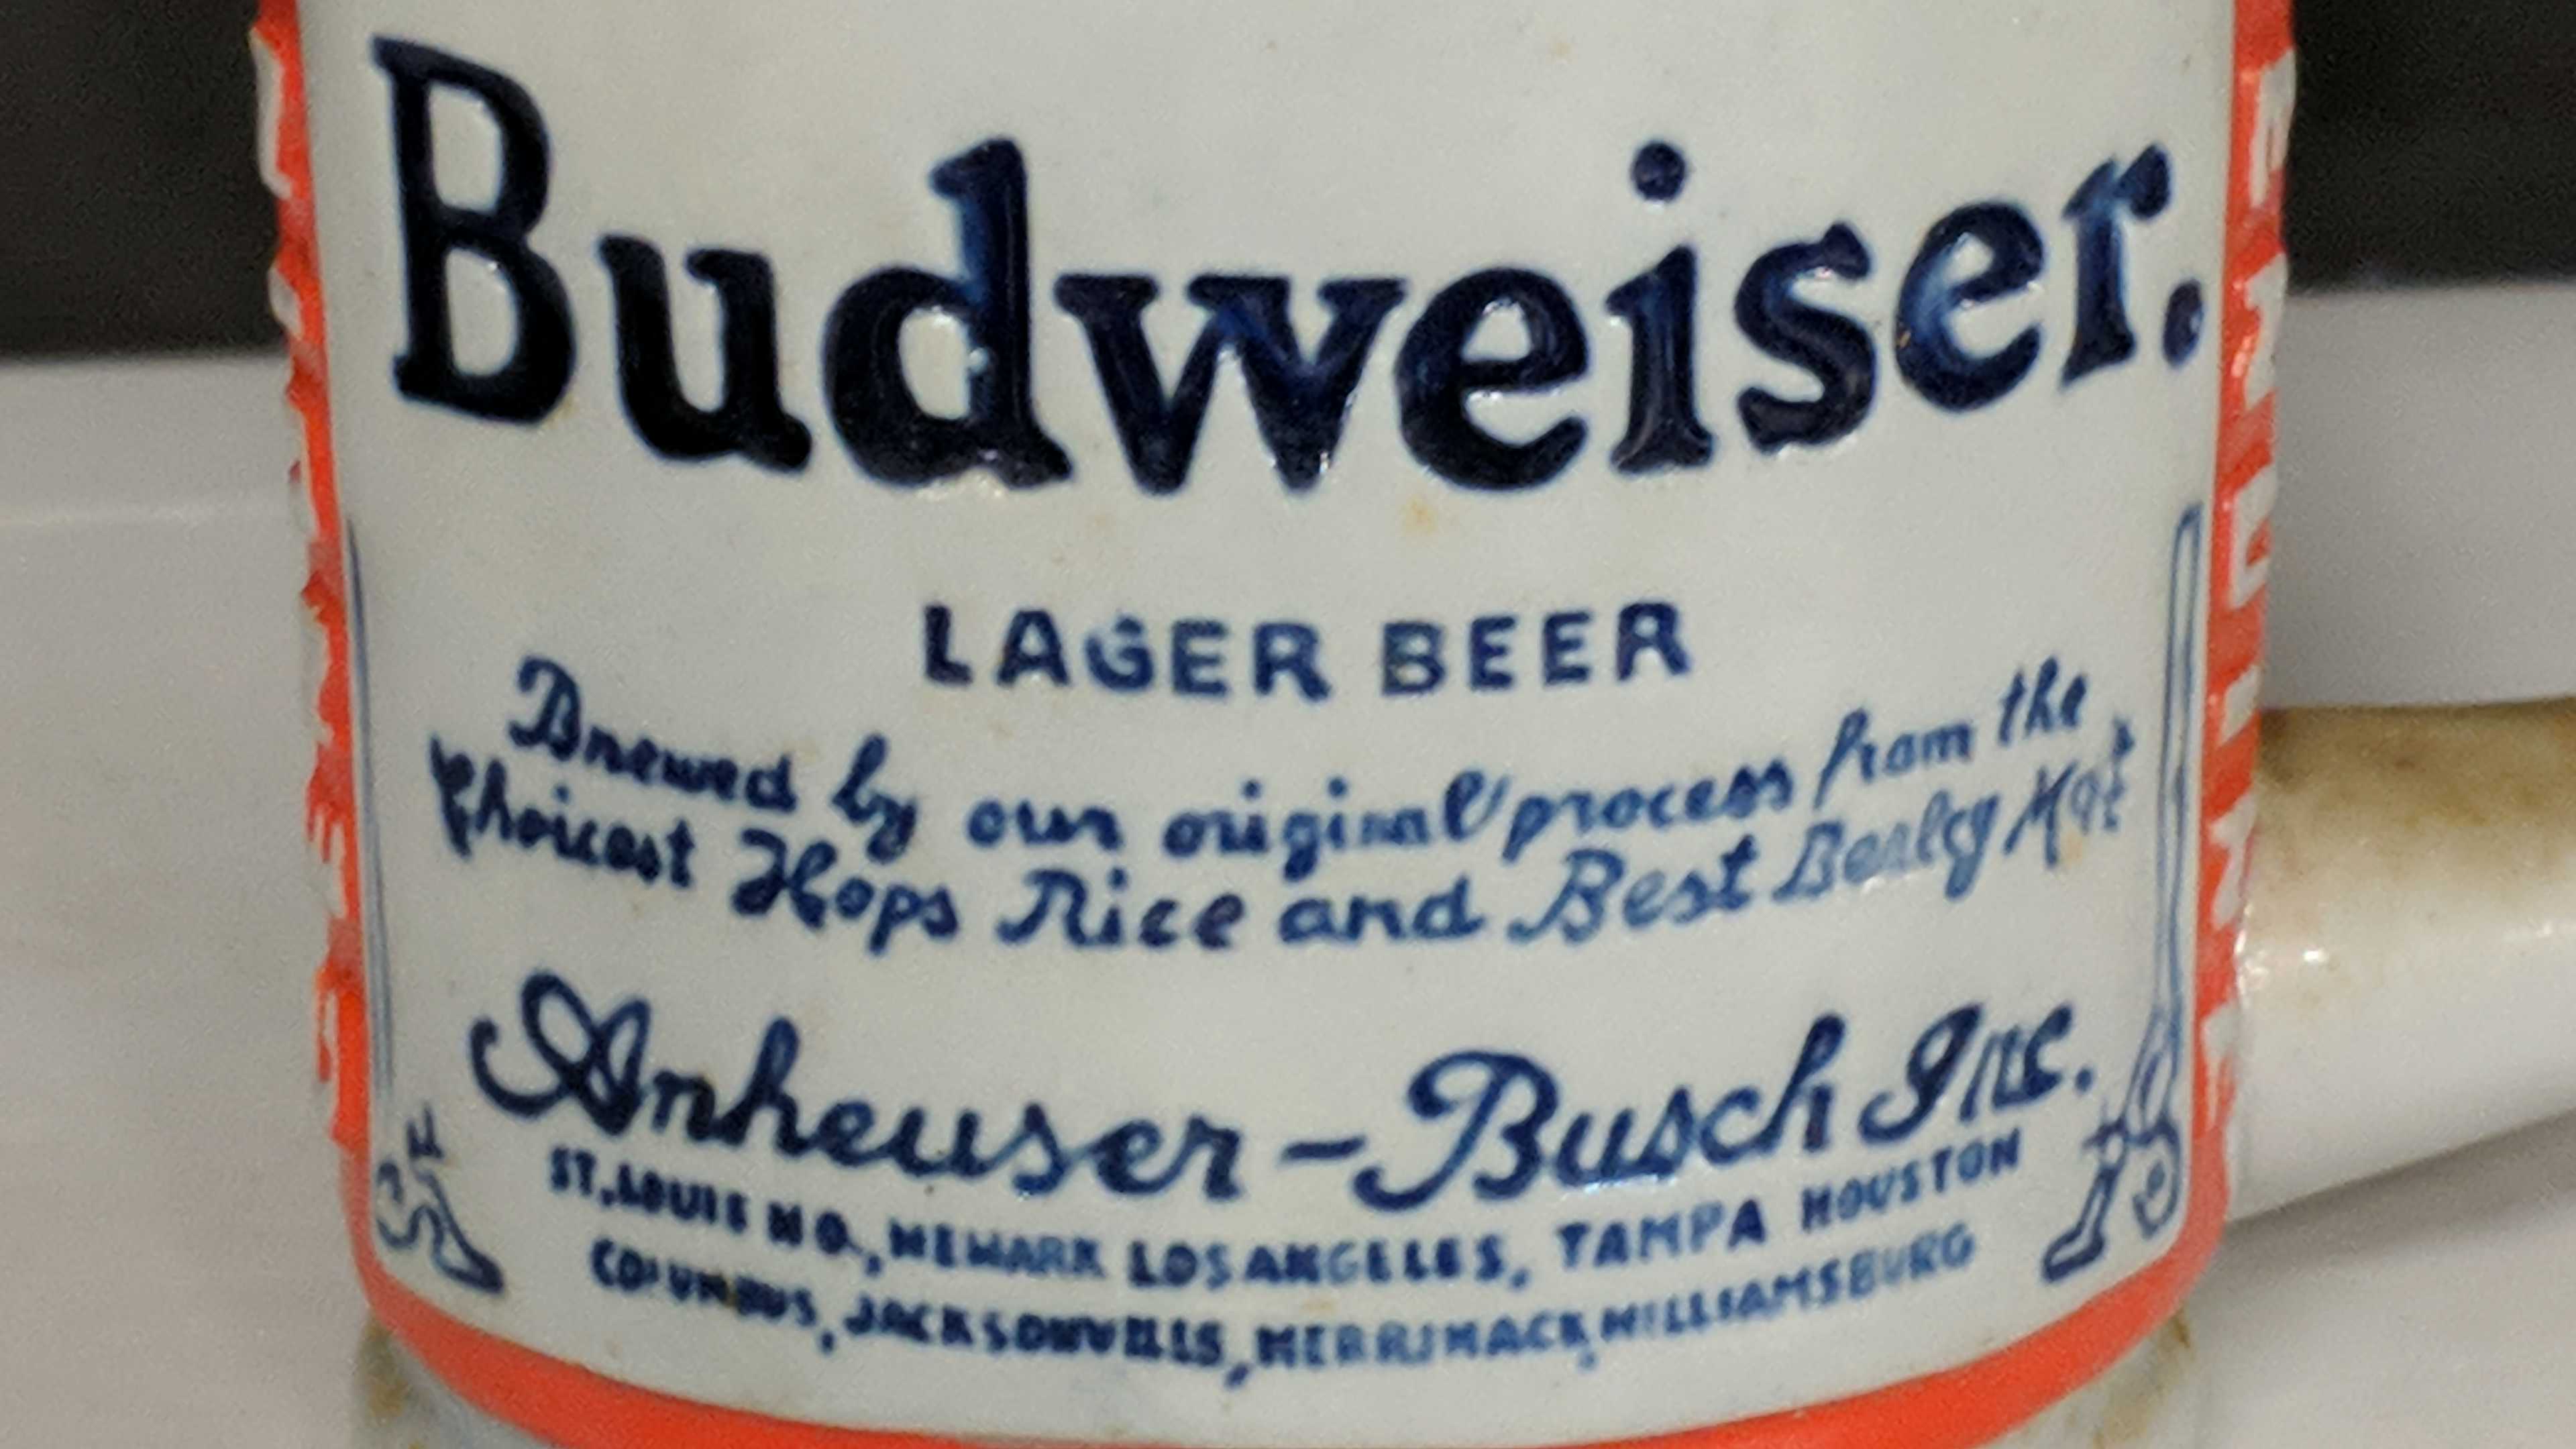 Budweiser.
LAGER BEER
Brewed by our original process from the
Choicest Hops Rice and Best Barley Malt
Anheuser-Busch Inc.
ST. LOUIS MO., NEWARK LOS ANGELES, TAMPA HOUSTON
COLUMBUS, JACKSONVILLE, MERRIMACK, WILLIAMSBURG